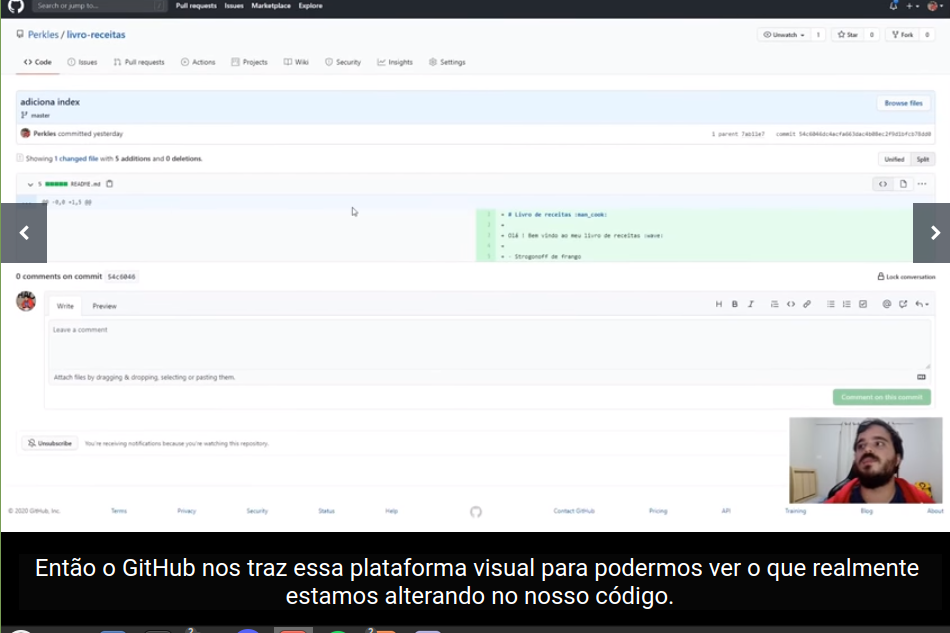 Search or jump to...
/
Pull requests Issues Marketplace Explore
Perkles / livro-receitas
Unwatch 1 Star 0 Fork 0
Code Issues Pull requests Actions Projects Wiki Security Insights Settings
adiciona index
Browse files
master
Perkles committed yesterday
1 parent commit
Showing 1 changed file with 5 additions and 0 deletions.
Unified Split
5 README.md
@@ -0,0 +1,5 @@
1 + # Livro de receitas :man_cook:
2 +
3 + Olá ! Bem vindo ao meu livro de receitas :wave:
4 +
5 + - Strogonoff de frango
0 comments on commit 54c6046
Lock conversation
Write Preview
H B I
Leave a comment
Attach files by dragging & dropping, selecting or pasting them.
Comment on this commit
Unsubscribe You're receiving notifications because you're watching this repository.
© 2020 GitHub, Inc. Terms Privacy Security Status Help Contact GitHub Pricing API Training Blog About
Então o GitHub nos traz essa plataforma visual para podermos ver o que realmente
estamos alterando no nosso código.